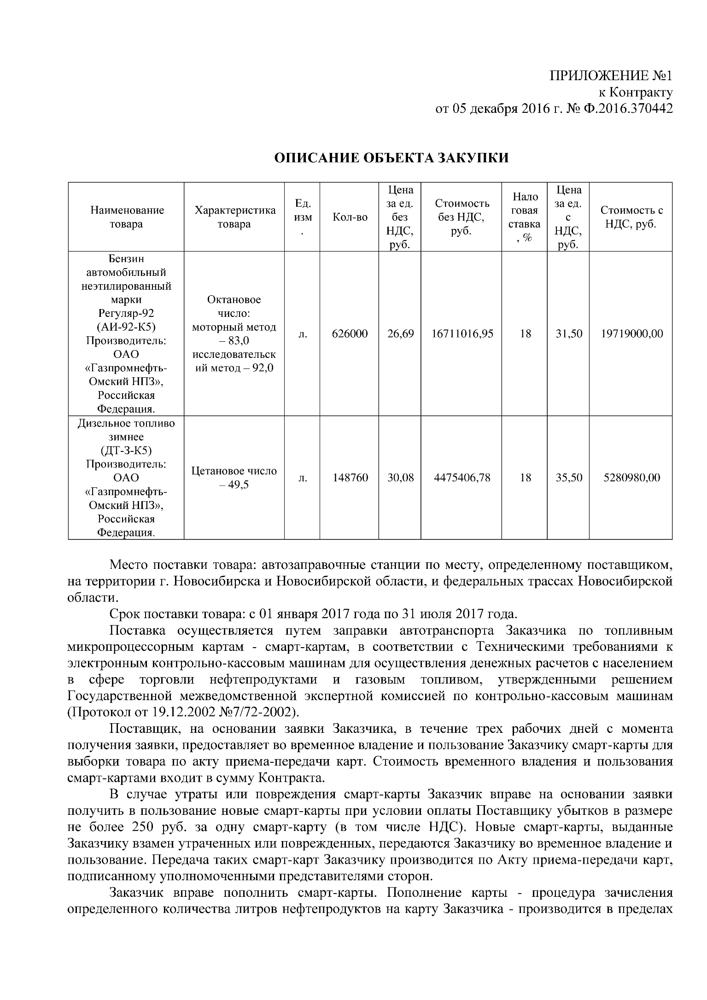 ПРИЛОЖЕНИЕ №1
к Контракту
от 05 декабря 2016 г. № Ф.2016.370442
ОПИСАНИЕ ОБЪЕКТА ЗАКУПКИ
Наименование
товара
Характеристика
товара
Ед.
изм
.
Кол-во
Цена
за ед.
без
НДС,
руб.
Стоимость
без НДС,
руб.
Нало
говая
ставка
, %
Цена
за ед.
с
НДС,
руб.
Стоимость с
НДС, руб.
Бензин
автомобильный
неэтилированный
марки
Регуляр-92
(АИ-92-К5)
Производитель:
ОАО
«Газпромнефть-
Омский НПЗ»,
Российская
Федерация.
Октановое
число:
моторный метод
– 83,0
исследовательск
ий метод – 92,0
л.
626000
26,69
16711016,95
18
31,50
19719000,00
Дизельное топливо
зимнее
(ДТ-З-К5)
Производитель:
ОАО
«Газпромнефть-
Омский НПЗ»,
Российская
Федерация.
Цетановое число
– 49,5
л.
148760
30,08
4475406,78
18
35,50
5280980,00
Место поставки товара: автозаправочные станции по месту, определенному поставщиком,
на территории г. Новосибирска и Новосибирской области, и федеральных трассах Новосибирской
области.
Срок поставки товара: с 01 января 2017 года по 31 июля 2017 года.
Поставка осуществляется путем заправки автотранспорта Заказчика по топливным
микропроцессорным картам - смарт-картам, в соответствии с Техническими требованиями к
электронным контрольно-кассовым машинам для осуществления денежных расчетов с населением
в сфере торговли нефтепродуктами и газовым топливом, утвержденными решением
Государственной межведомственной экспертной комиссией по контрольно-кассовым машинам
(Протокол от 19.12.2002 №7/72-2002).
Поставщик, на основании заявки Заказчика, в течение трех рабочих дней с момента
получения заявки, предоставляет во временное владение и пользование Заказчику смарт-карты для
выборки товара по акту приема-передачи карт. Стоимость временного владения и пользования
смарт-картами входит в сумму Контракта.
В случае утраты или повреждения смарт-карты Заказчик вправе на основании заявки
получить в пользование новые смарт-карты при условии оплаты Поставщику убытков в размере
не более 250 руб. за одну смарт-карту (в том числе НДС). Новые смарт-карты, выданные
Заказчику взамен утраченных или поврежденных, передаются Заказчику во временное владение и
пользование. Передача таких смарт-карт Заказчику производится по Акту приема-передачи карт,
подписанному уполномоченными представителями сторон.
Заказчик вправе пополнить смарт-карты. Пополнение карты - процедура зачисления
определенного количества литров нефтепродуктов на карту Заказчика - производится в пределах